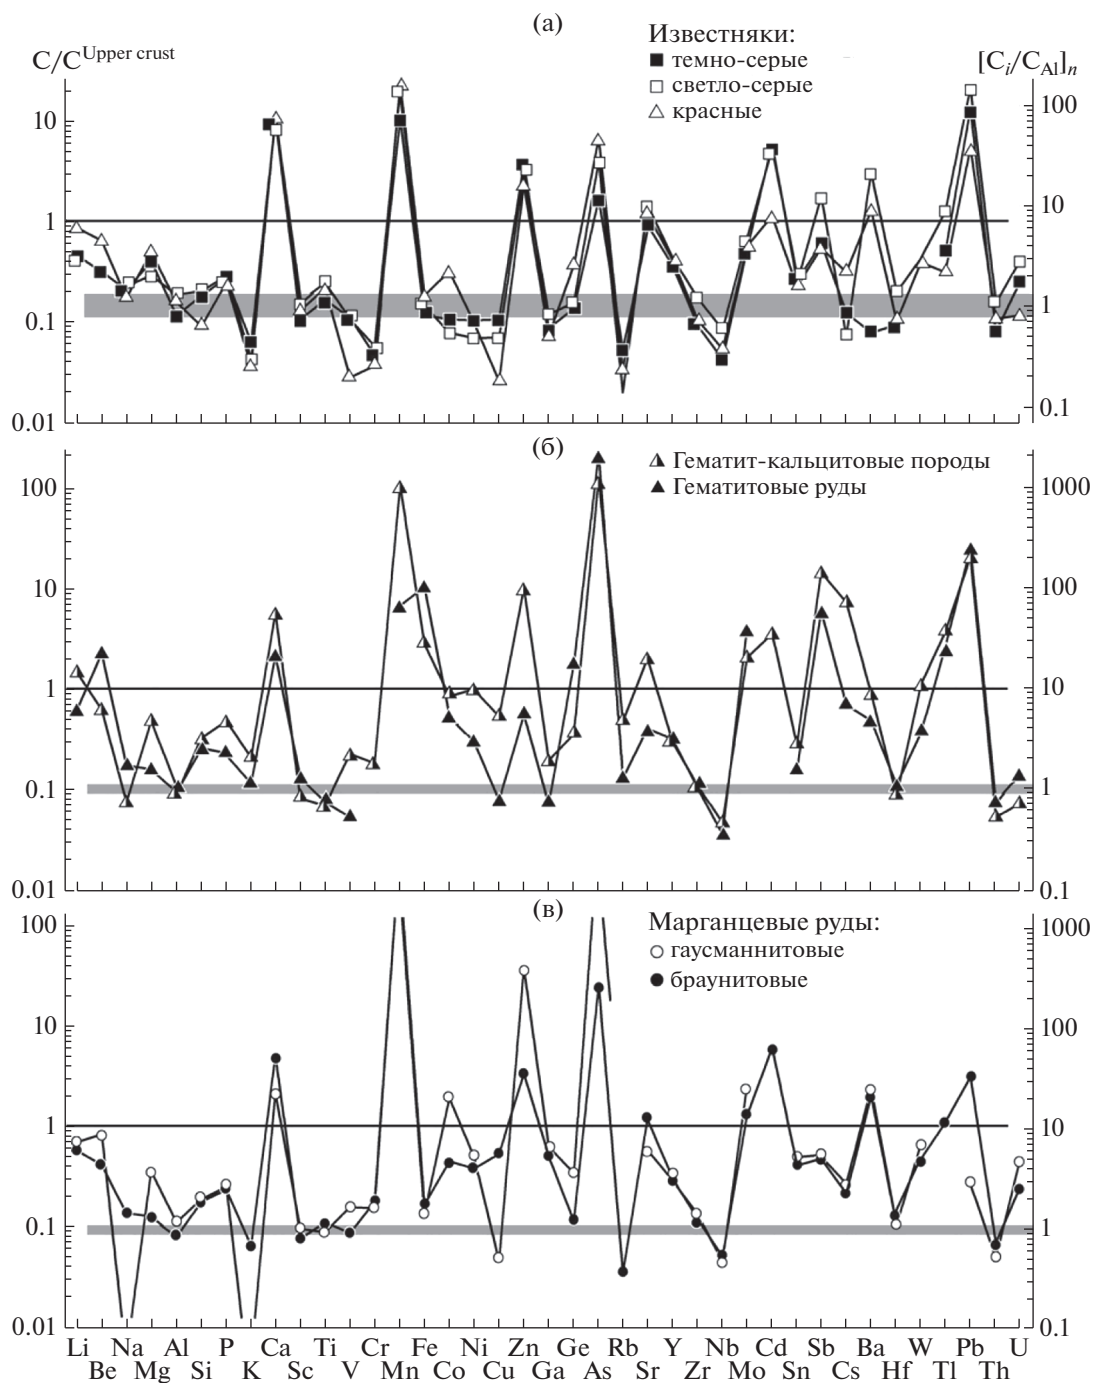 (а)
Известняки:
C/C^Upper crust
[C_i/C_Al]_n
темно-серые
светло-серые
красные
10
1
0.1
0.01
100
10
1
0.1
(б)
Гематит-кальцитовые породы
Гематитовые руды
100
10
1
0.1
0.01
1000
100
10
1
0.1
(в)
Марганцевые руды:
гаусманнитовые
браунитовые
100
10
1
0.1
0.01
1000
100
10
1
0.1
Li Na Al P Ca Ti Cr Fe Ni Zn Ge Rb Y Nb Cd Sb Ba W Pb U
Be Mg Si K Sc V Mn Co Cu Ga As Sr Zr Mo Sn Cs Hf Tl Th